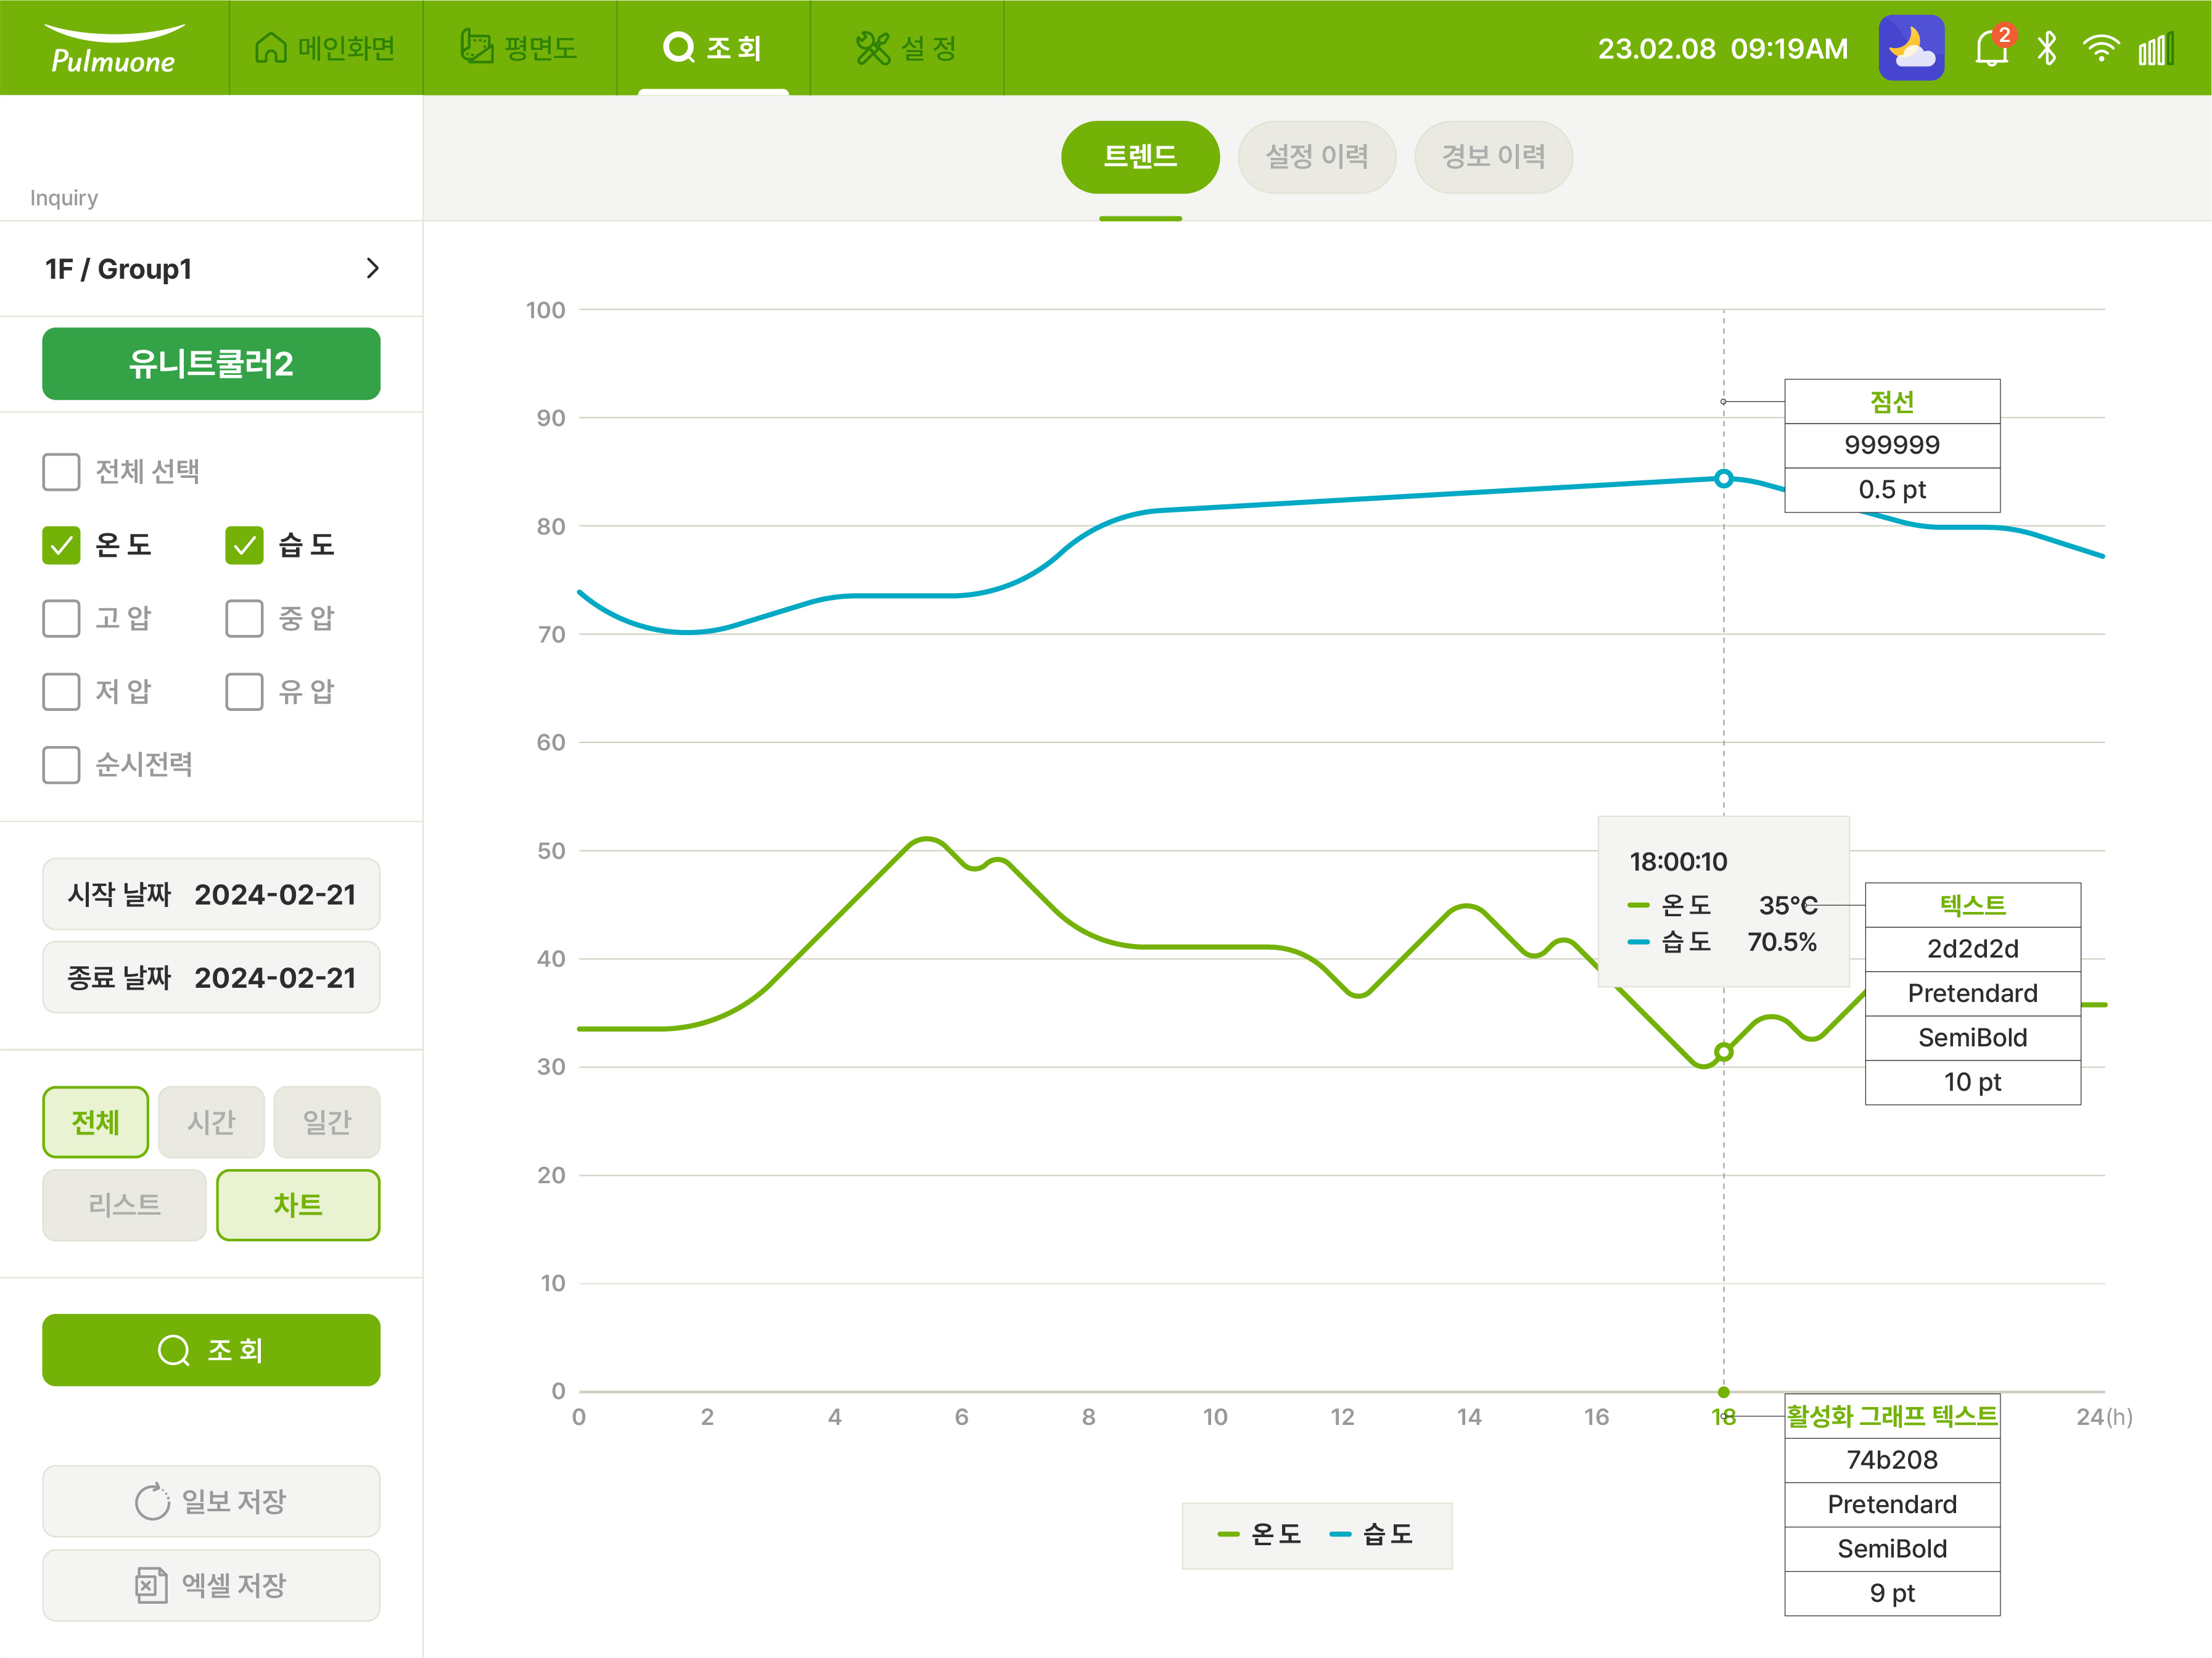 Pulmuone
메인화면
평면도
조 회
설 정
23.02.08 09:19AM
2
Inquiry
트렌드
설정 이력
경보 이력
1F / Group1
유니트쿨러2
전체 선택
온 도
습 도
고 압
중 압
저 압
유 압
순시전력
시작 날짜 2024-02-21
종료 날짜 2024-02-21
전체
시간
일간
리스트
차트
조 회
일보 저장
엑셀 저장
100
90
80
70
60
50
40
30
20
10
0
점선
999999
0.5 pt
18:00:10
온 도 35°C
습 도 70.5%
텍스트
2d2d2d
Pretendard
SemiBold
10 pt
0 2 4 6 8 10 12 14 16 18 24(h)
활성화 그래프 텍스트
74b208
Pretendard
SemiBold
9 pt
온 도 습 도